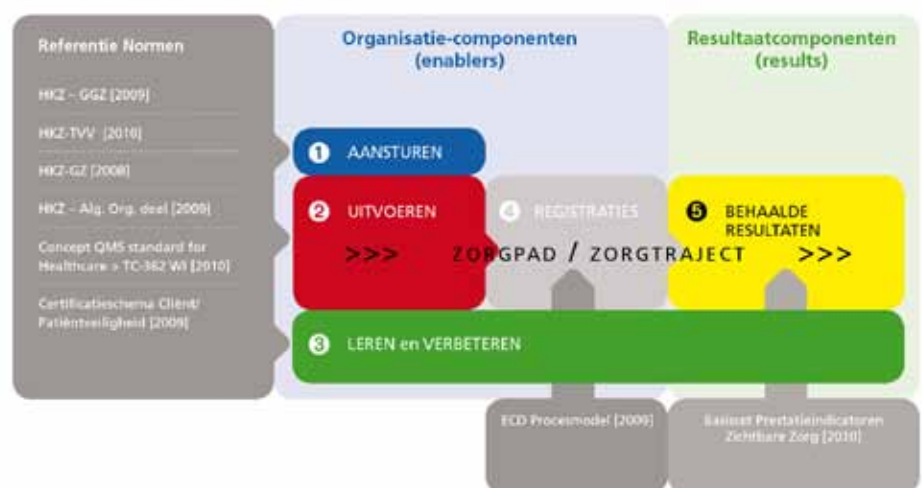 Referentie Normen
HKZ – GGZ [2009]
HKZ-TVV [2010]
HKZ-GZ [2008]
HKZ – Alg. Org. deel [2009]
Concept QMS standard for
Healthcare > TC-362 WI [2010]
Certificatieschema Cliënt/
Patiëntveiligheid [2009]
Organisatie-componenten
(enablers)
Resultaatcomponenten
(results)
1 AANSTUREN
2 UITVOEREN
4 REGISTRATIES
5 BEHAALDE
RESULTATEN
>>> ZORGPAD / ZORGTRAJECT >>>
3 LEREN en VERBETEREN
ECD Procesmodel [2009]
Basisset Prestatieindicatoren
Zichtbare Zorg [2010]